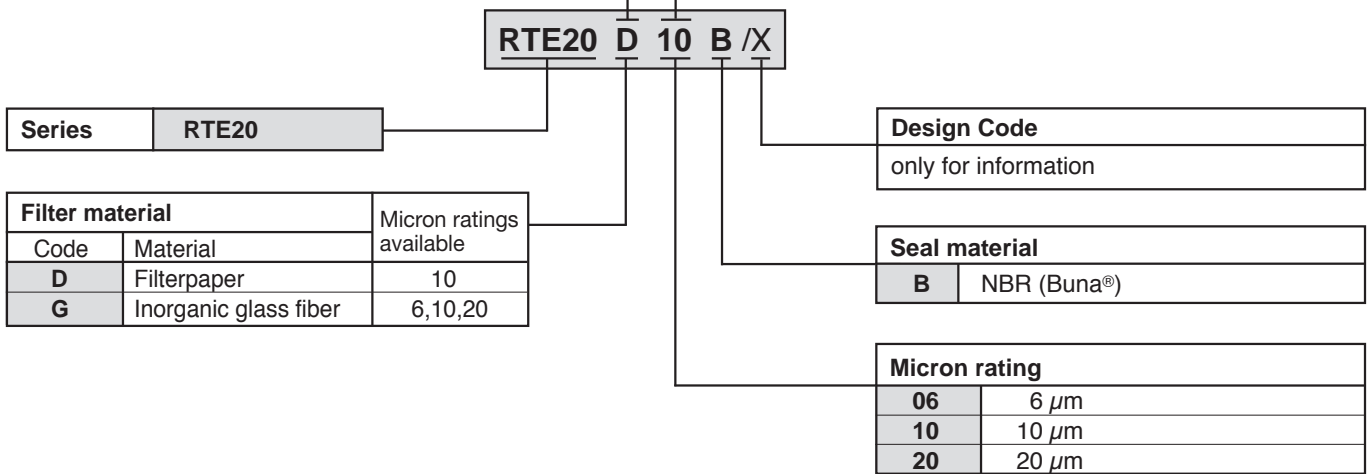 RTE20 D 10 B /X
Series RTE20
Filter material Micron ratings available
Code Material
D Filterpaper 10
G Inorganic glass fiber 6,10,20
Design Code
only for information
Seal material
B NBR (Buna®)
Micron rating
06 6 µm
10 10 µm
20 20 µm